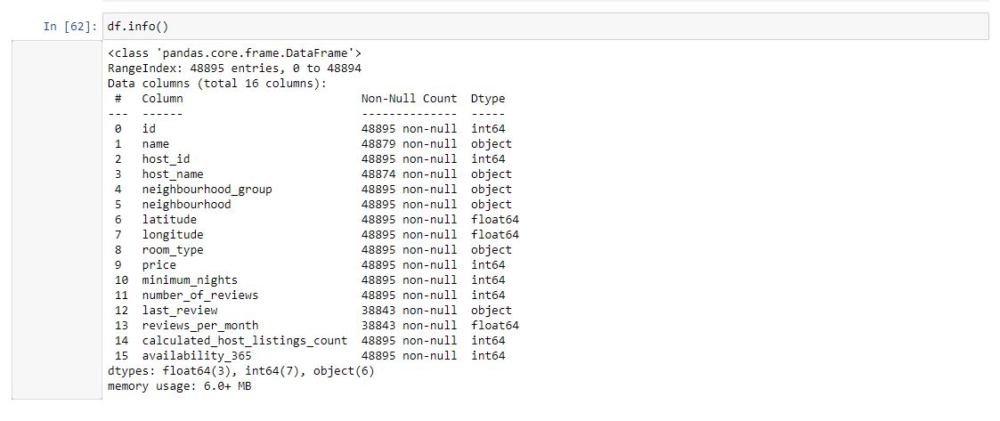 In [62]: df.info()
<class 'pandas.core.frame.DataFrame'>
RangeIndex: 48895 entries, 0 to 48894
Data columns (total 16 columns):
 #   Column                          Non-Null Count  Dtype
---  ------                          --------------  -----
 0   id                              48895 non-null  int64
 1   name                            48879 non-null  object
 2   host_id                         48895 non-null  int64
 3   host_name                       48874 non-null  object
 4   neighbourhood_group             48895 non-null  object
 5   neighbourhood                   48895 non-null  object
 6   latitude                        48895 non-null  float64
 7   longitude                       48895 non-null  float64
 8   room_type                       48895 non-null  object
 9   price                           48895 non-null  int64
 10  minimum_nights                  48895 non-null  int64
 11  number_of_reviews               48895 non-null  int64
 12  last_review                     38843 non-null  object
 13  reviews_per_month               38843 non-null  float64
 14  calculated_host_listings_count  48895 non-null  int64
 15  availability_365                48895 non-null  int64
dtypes: float64(3), int64(7), object(6)
memory usage: 6.0+ MB